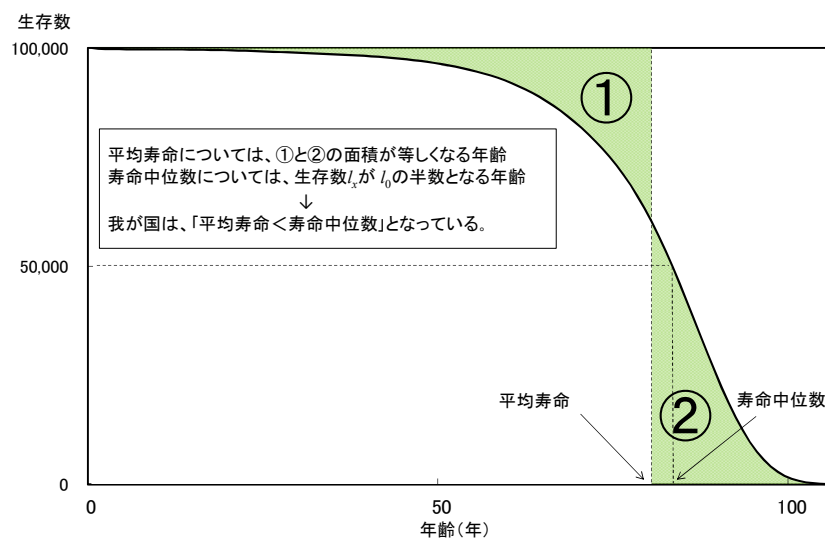 生存数
100,000
①
平均寿命については、①と②の面積が等しくなる年齢
寿命中位数については、生存数lₓが l₀の半数となる年齢
↓
我が国は、「平均寿命＜寿命中位数」となっている。
50,000
平均寿命
②
寿命中位数
0
0
50
100
年齢（年）